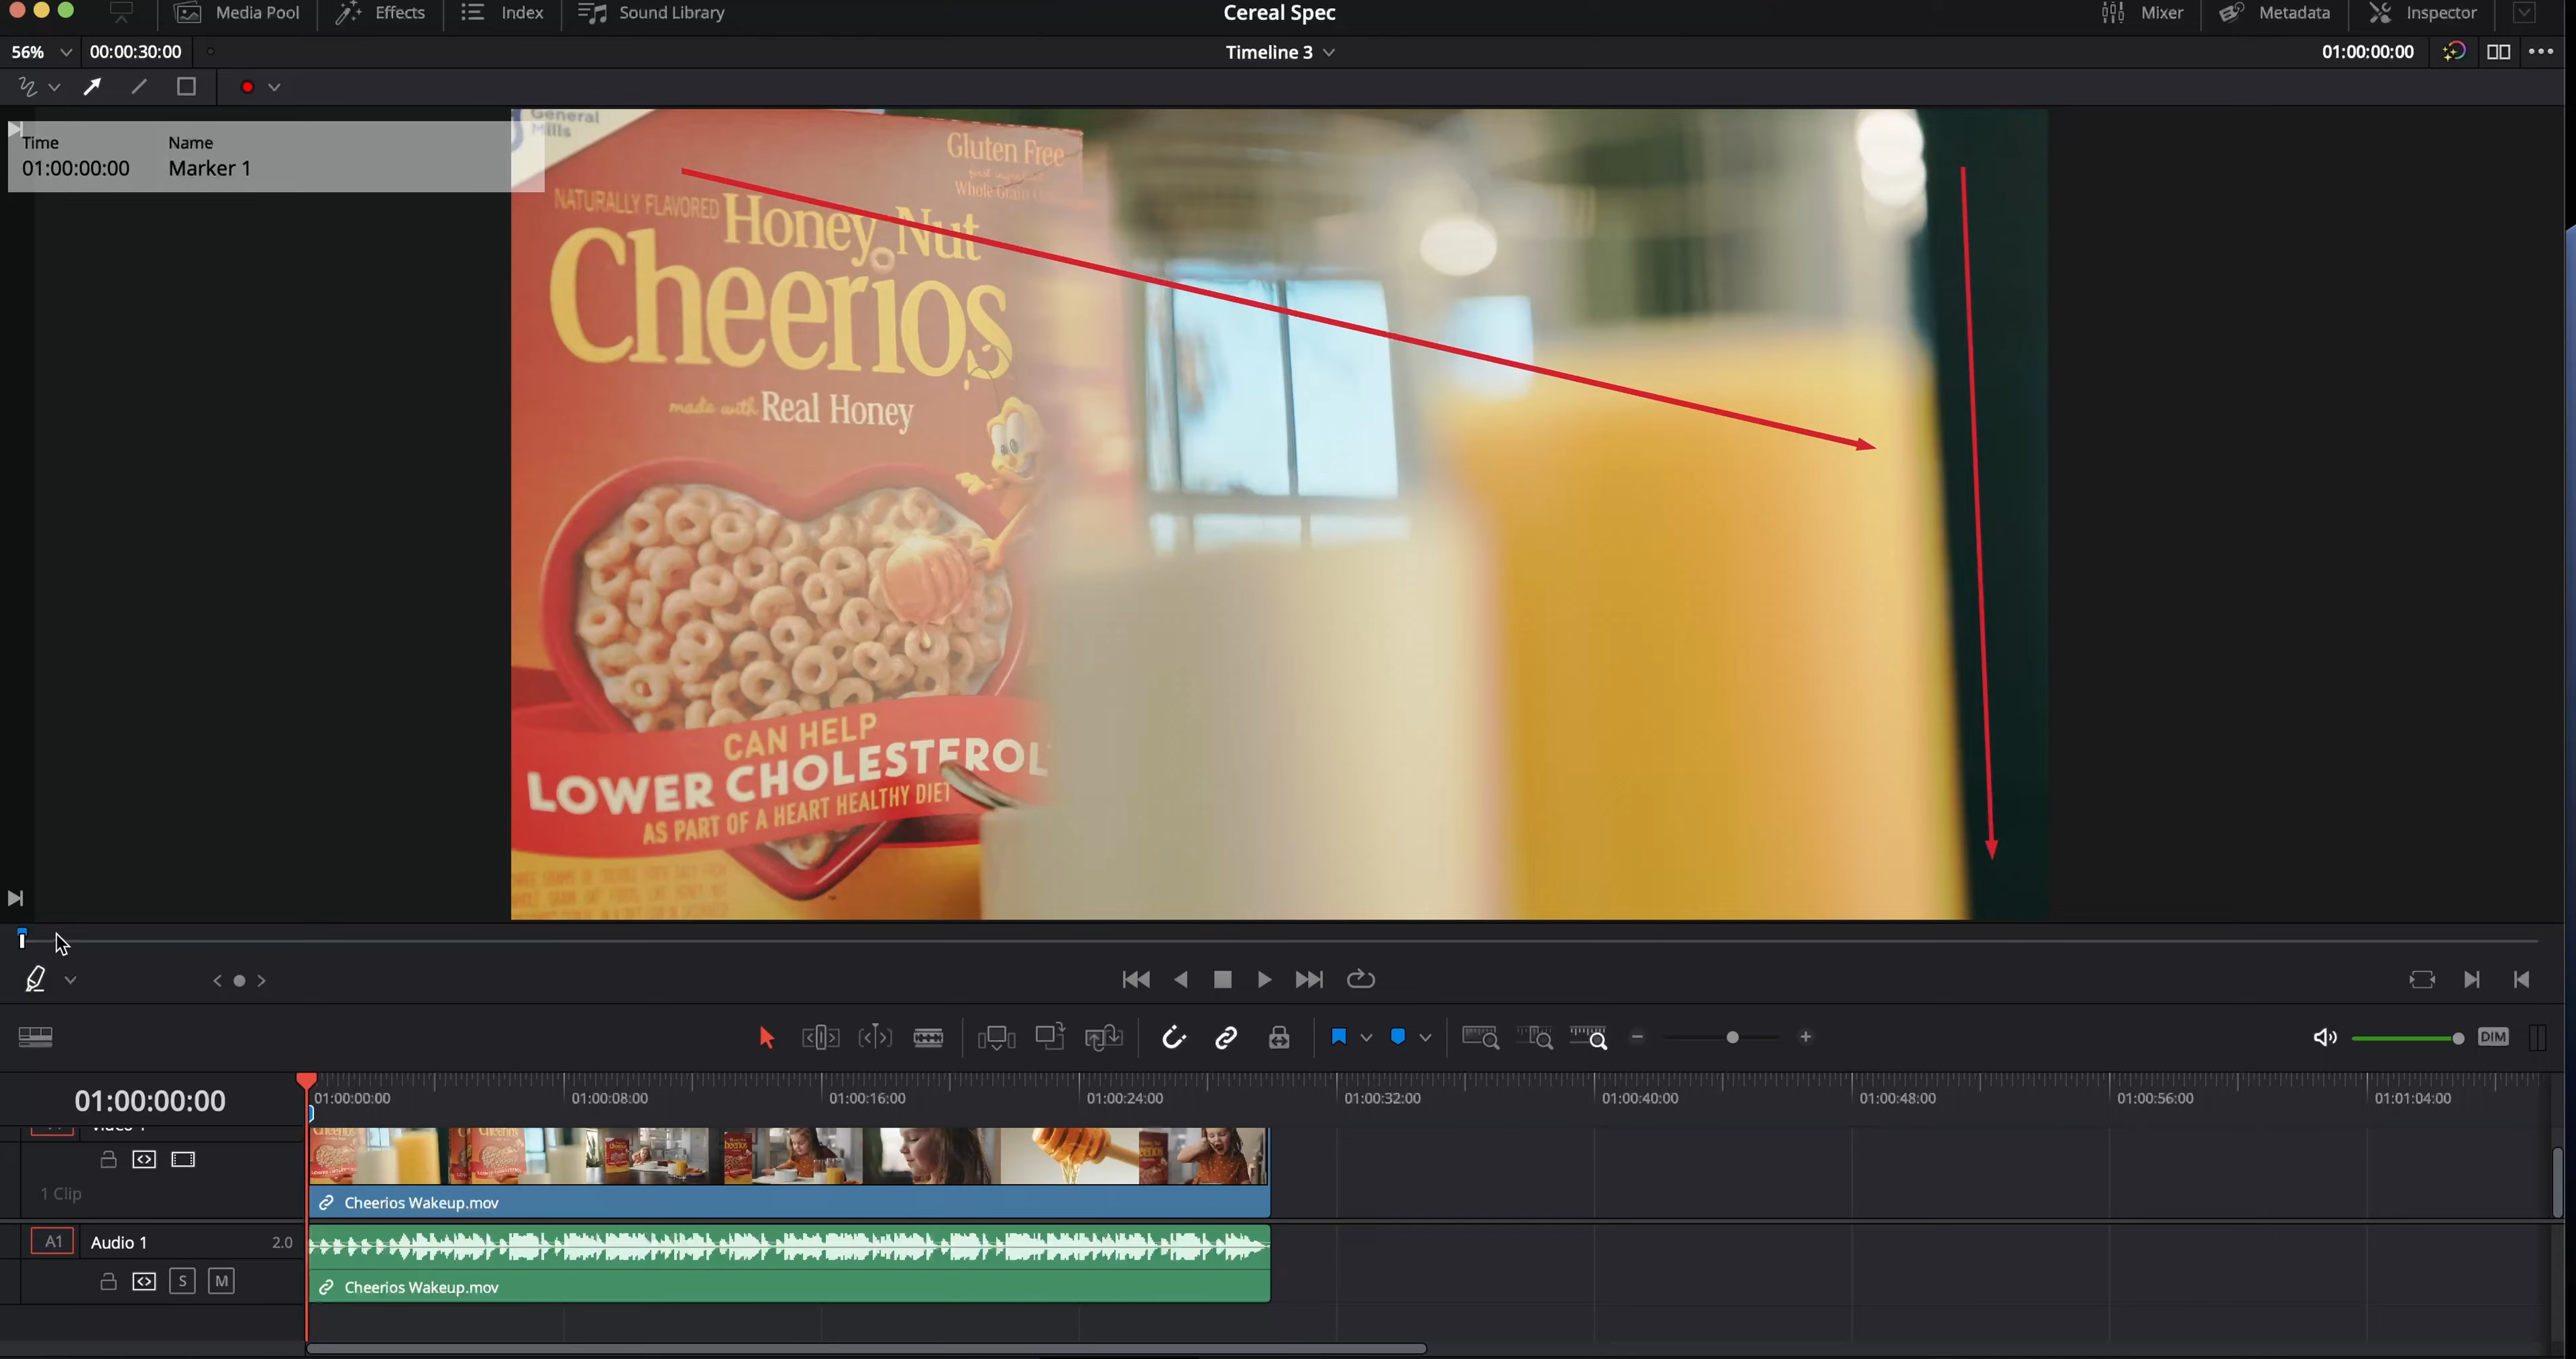 Media Pool
Effects
Index
Sound Library
Cereal Spec
Mixer
Metadata
Inspector
56%
00:00:30:00
Timeline 3
01:00:00:00
Time
Name
01:00:00:00
Marker 1
General
Mills
Gluten Free
Whole Grain
NATURALLY FLAVORED
Honey Nut
Cheerios
made with Real Honey
CAN HELP
LOWER CHOLESTEROL
AS PART OF A HEART HEALTHY DIET
DIM
01:00:00:00
01:00:00:00
01:00:08:00
01:00:16:00
01:00:24:00
01:00:32:00
01:00:40:00
01:00:48:00
01:00:56:00
01:01:04:00
1 Clip
Cheerios Wakeup.mov
A1
Audio 1
2.0
S
M
Cheerios Wakeup.mov